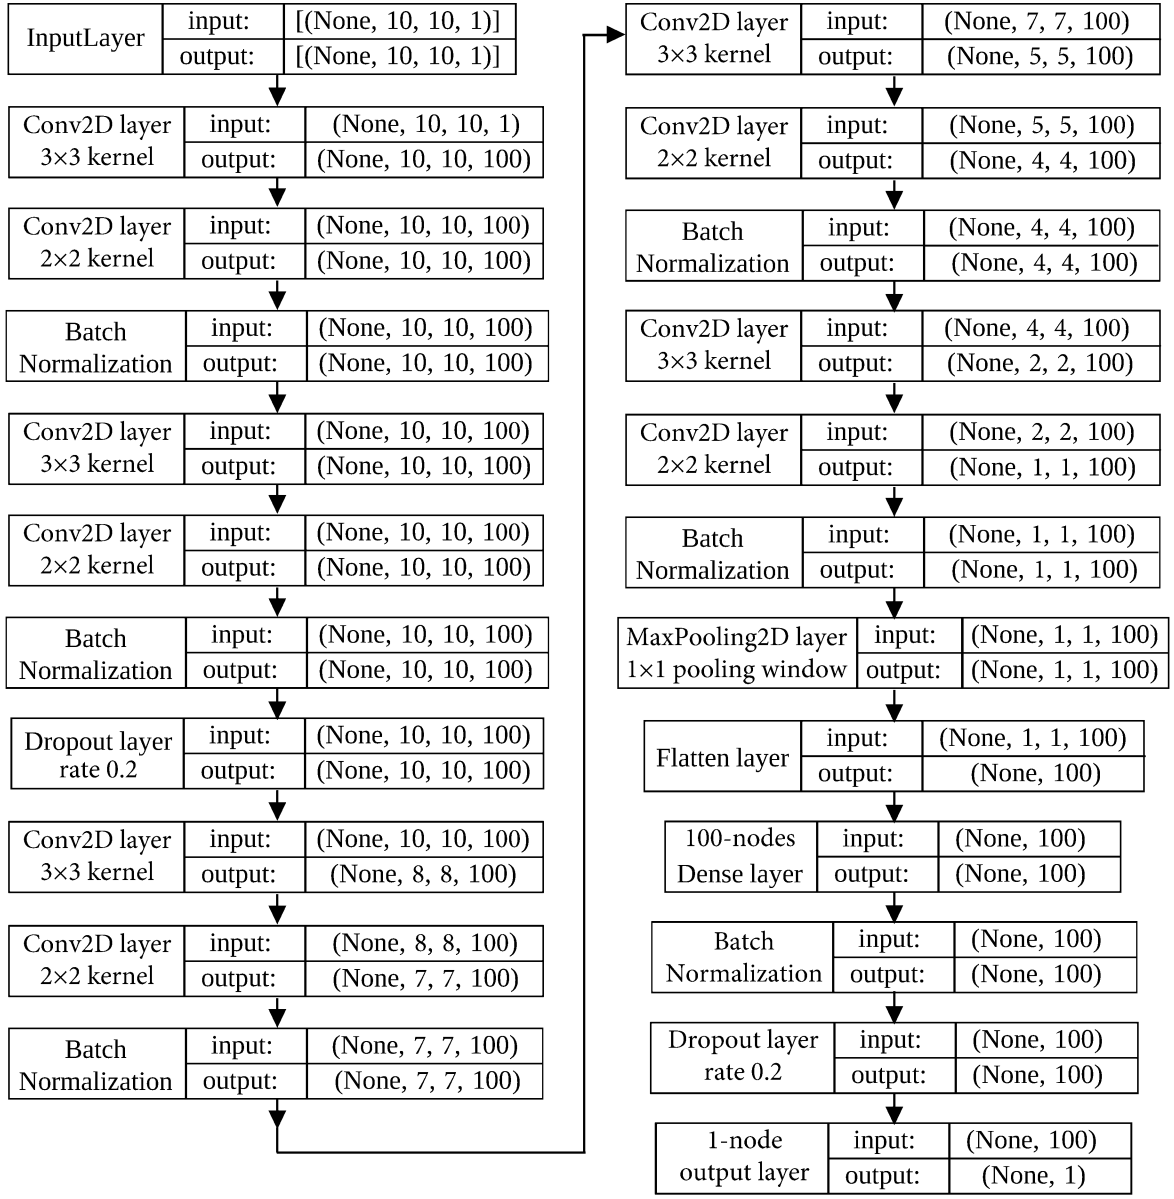 InputLayer
input:
[(None, 10, 10, 1)]
output:
[(None, 10, 10, 1)]
Conv2D layer
3×3 kernel
input:
(None, 10, 10, 1)
output:
(None, 10, 10, 100)
Conv2D layer
2×2 kernel
input:
(None, 10, 10, 100)
output:
(None, 10, 10, 100)
Batch
Normalization
input:
(None, 10, 10, 100)
output:
(None, 10, 10, 100)
Conv2D layer
3×3 kernel
input:
(None, 10, 10, 100)
output:
(None, 10, 10, 100)
Conv2D layer
2×2 kernel
input:
(None, 10, 10, 100)
output:
(None, 10, 10, 100)
Batch
Normalization
input:
(None, 10, 10, 100)
output:
(None, 10, 10, 100)
Dropout layer
rate 0.2
input:
(None, 10, 10, 100)
output:
(None, 10, 10, 100)
Conv2D layer
3×3 kernel
input:
(None, 10, 10, 100)
output:
(None, 8, 8, 100)
Conv2D layer
2×2 kernel
input:
(None, 8, 8, 100)
output:
(None, 7, 7, 100)
Batch
Normalization
input:
(None, 7, 7, 100)
output:
(None, 7, 7, 100)
Conv2D layer
3×3 kernel
input:
(None, 7, 7, 100)
output:
(None, 5, 5, 100)
Conv2D layer
2×2 kernel
input:
(None, 5, 5, 100)
output:
(None, 4, 4, 100)
Batch
Normalization
input:
(None, 4, 4, 100)
output:
(None, 4, 4, 100)
Conv2D layer
3×3 kernel
input:
(None, 4, 4, 100)
output:
(None, 2, 2, 100)
Conv2D layer
2×2 kernel
input:
(None, 2, 2, 100)
output:
(None, 1, 1, 100)
Batch
Normalization
input:
(None, 1, 1, 100)
output:
(None, 1, 1, 100)
MaxPooling2D layer
1×1 pooling window
input:
(None, 1, 1, 100)
output:
(None, 1, 1, 100)
Flatten layer
input:
(None, 1, 1, 100)
output:
(None, 100)
100-nodes
Dense layer
input:
(None, 100)
output:
(None, 100)
Batch
Normalization
input:
(None, 100)
output:
(None, 100)
Dropout layer
rate 0.2
input:
(None, 100)
output:
(None, 100)
1-node
output layer
input:
(None, 100)
output:
(None, 1)